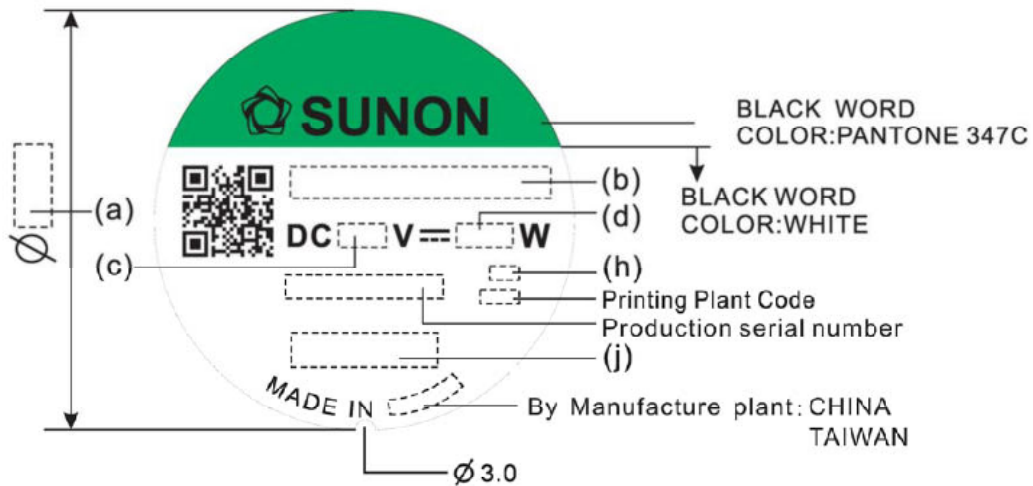 SUNON
BLACK WORD
COLOR:PANTONE 347C
(a)
(b)
BLACK WORD
COLOR:WHITE
(d)
DC V W
(c)
(h)
Printing Plant Code
Production serial number
(j)
MADE IN
By Manufacture plant: CHINA
TAIWAN
Ø
Ø 3.0